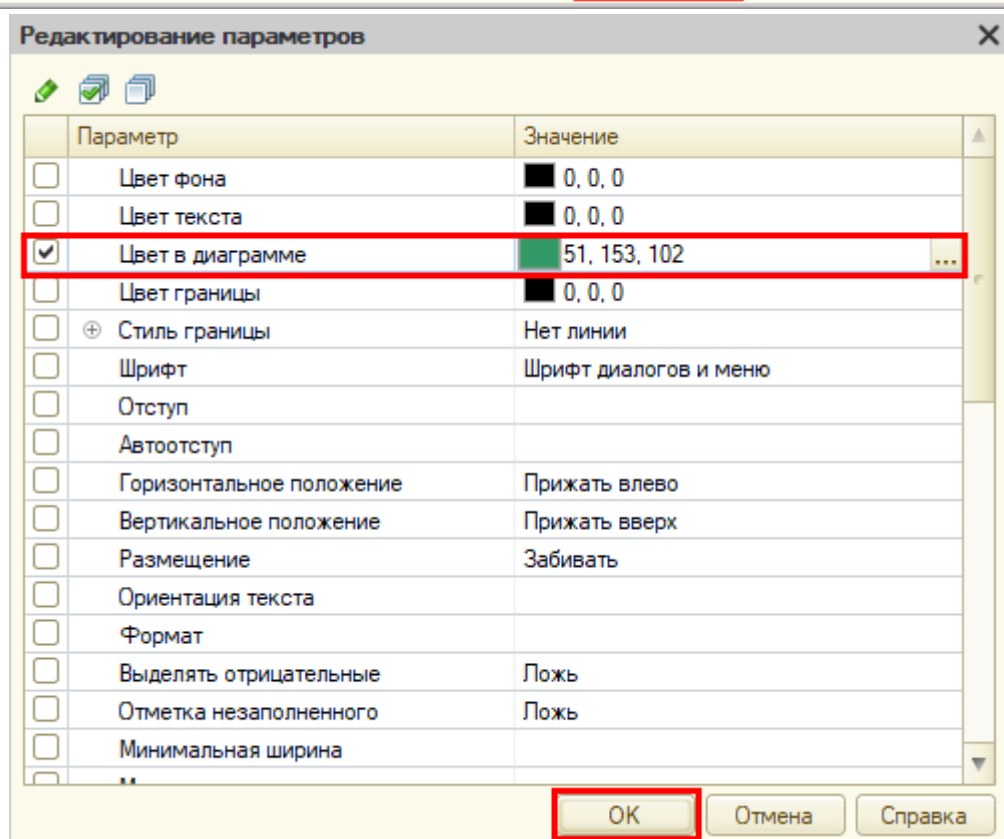 Редактирование параметров
Параметр Значение
Цвет фона 0, 0, 0
Цвет текста 0, 0, 0
Цвет в диаграмме 51, 153, 102 ...
Цвет границы 0, 0, 0
Стиль границы Нет линии
Шрифт Шрифт диалогов и меню
Отступ
Автоотступ
Горизонтальное положение Прижать влево
Вертикальное положение Прижать вверх
Размещение Забивать
Ориентация текста
Формат
Выделять отрицательные Ложь
Отметка незаполненного Ложь
Минимальная ширина
OK Отмена Справка